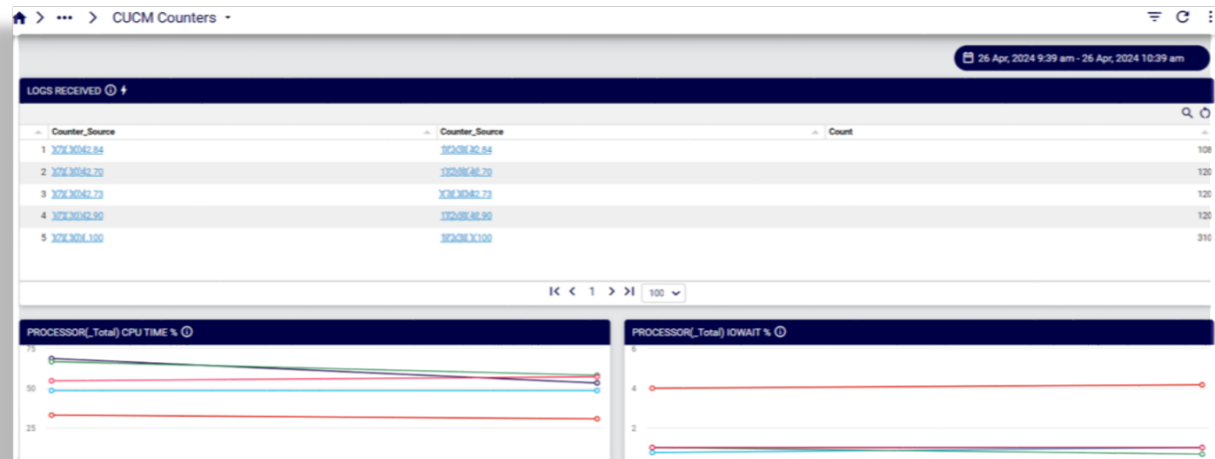 CUCM Counters
26 Apr, 2024 9:39 am - 26 Apr, 2024 10:39 am
LOGS RECEIVED
Counter_Source Counter_Source Count
1 108
2 120
3 120
4 120
5 310
1 100
PROCESSOR(_Total) CPU TIME % PROCESSOR(_Total) IOWAIT %
75 6
50 4
25 2